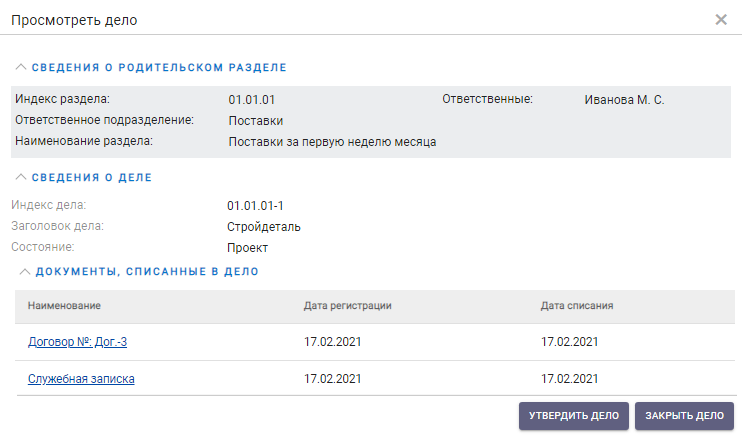 Просмотреть дело
СВЕДЕНИЯ О РОДИТЕЛЬСКОМ РАЗДЕЛЕ
Индекс раздела: 01.01.01 Ответственные: Иванова М. С.
Ответственное подразделение: Поставки
Наименование раздела: Поставки за первую неделю месяца
СВЕДЕНИЯ О ДЕЛЕ
Индекс дела: 01.01.01-1
Заголовок дела: Стройдеталь
Состояние: Проект
ДОКУМЕНТЫ, СПИСАННЫЕ В ДЕЛО
Наименование Дата регистрации Дата списания
Договор №: Дог.-3 17.02.2021 17.02.2021
Служебная записка 17.02.2021 17.02.2021
УТВЕРДИТЬ ДЕЛО ЗАКРЫТЬ ДЕЛО